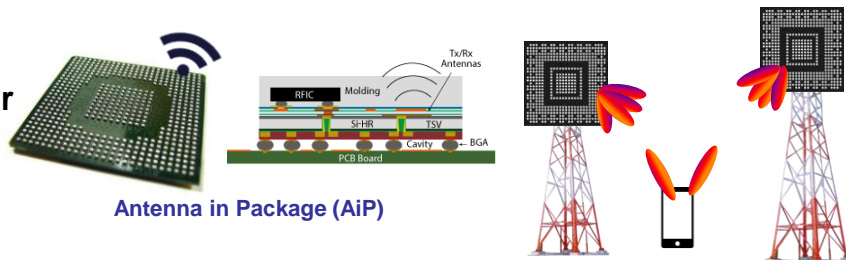 r
Tx/Rx
Antennas
RFIC
Molding
Si-HR
TSV
Cavity
BGA
PCB Board
Antenna in Package (AiP)